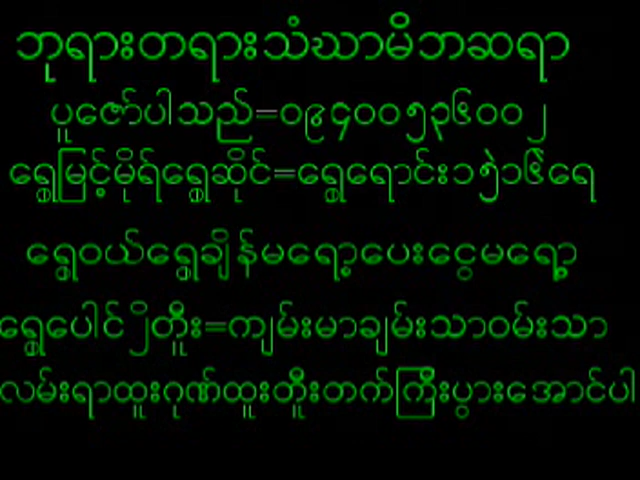 ဘုရားတရားသံဃာမိဘဆရာ
ပူဇော်ပါသည်=၀၉၄၀၀၅၃၆၀၀၂
ရွှေမြင့်မိုရ်ရွှေဆိုင်=ရွှေရောင်း၁၅ဲ၁၆ဲရေ
ရွှေဝယ်ရွှေချိန်မရော့ပေးငွေမရော့
ရွှေပေါင်၂ိတိူး=ကျမ်းမာချမ်းသာဝမ်းသာ
လမ်းရာထူးဂုဏ်ထူးတိူးတက်ကြီးပွားအောင်ပါ